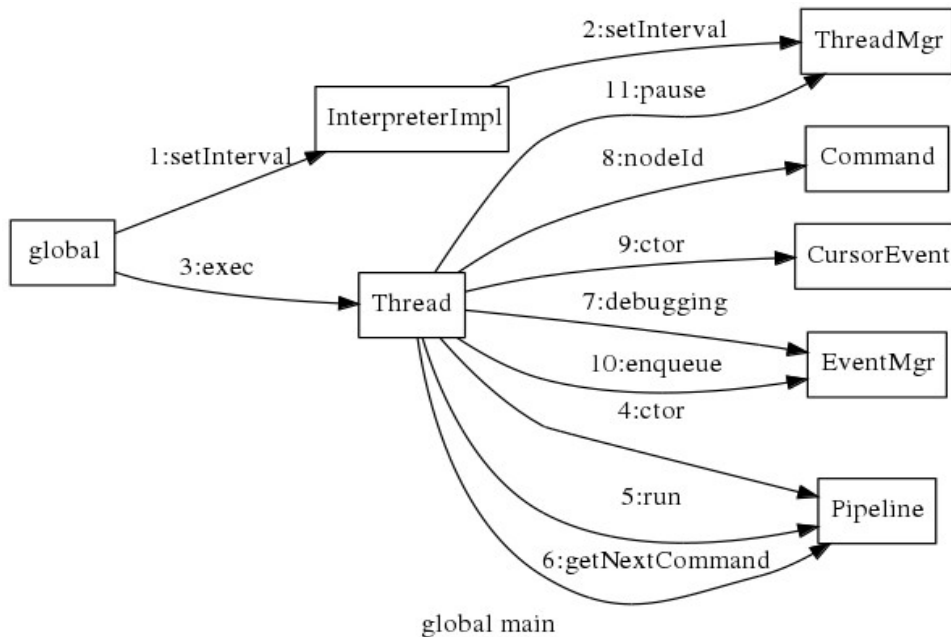 2:setInterval
ThreadMgr
11:pause
InterpreterImpl
1:setInterval
8:nodeId
Command
global
3:exec
9:ctor
CursorEvent
Thread
7:debugging
10:enqueue
EventMgr
4:ctor
5:run
Pipeline
6:getNextCommand
global main